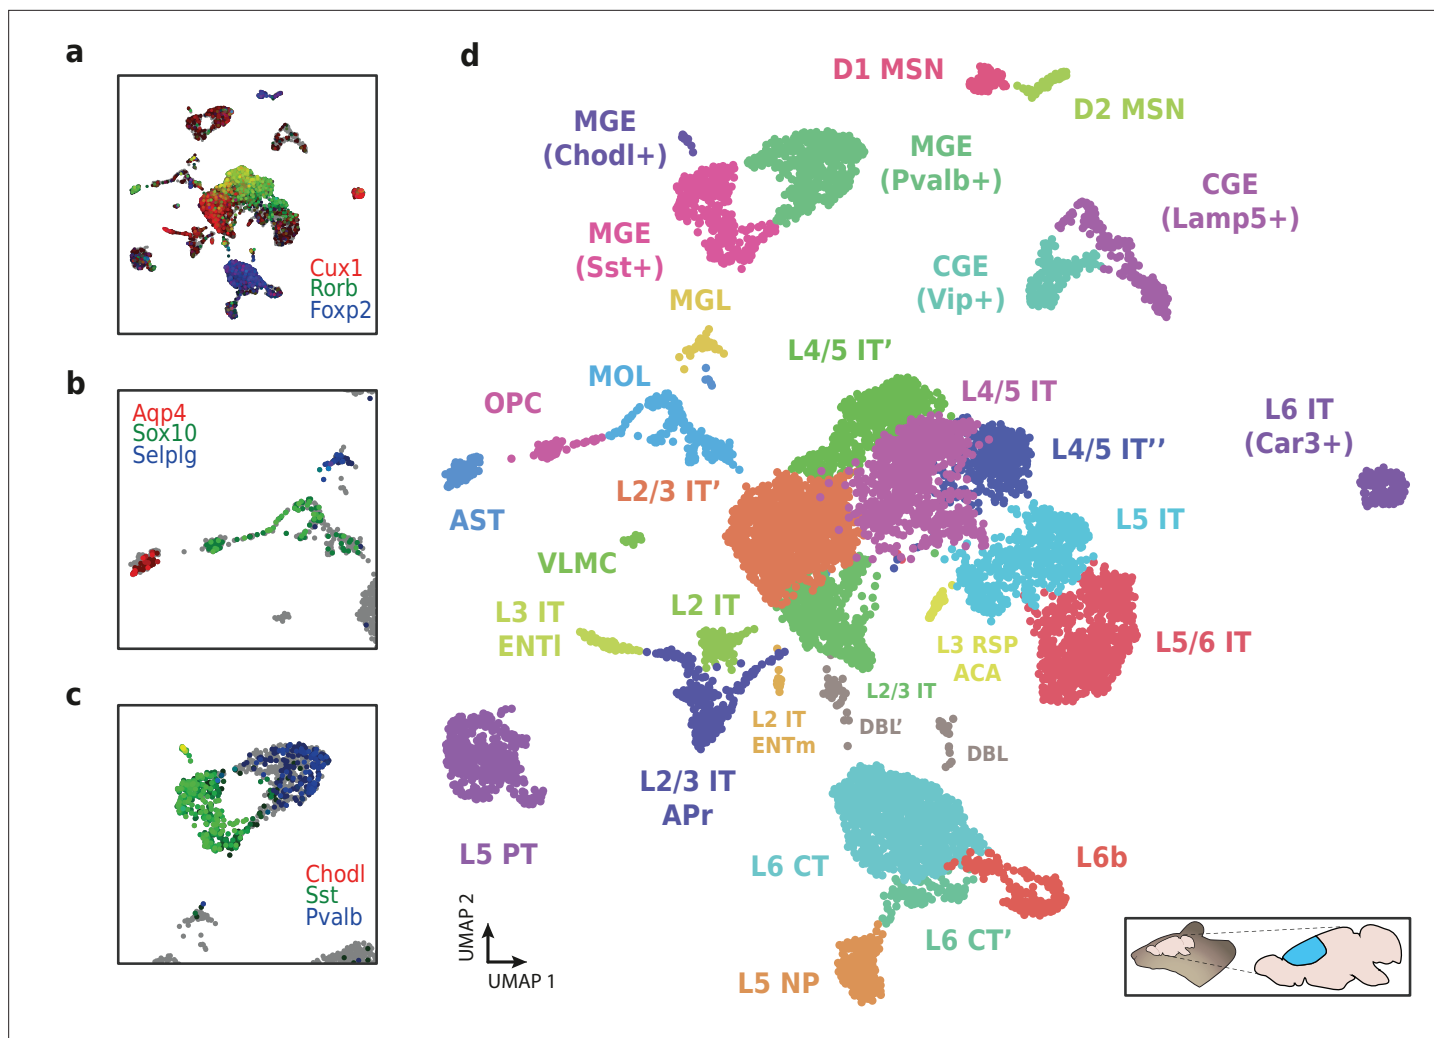 a
Cux1
Rorb
Foxp2
b
Aqp4
Sox10
Selplg
c
Chodl
Sst
Pvalb
d
D1 MSN
D2 MSN
MGE
(Chodl+)
MGE
(Pvalb+)
CGE
(Lamp5+)
MGE
(Sst+)
CGE
(Vip+)
MGL
L4/5 IT’
MOL
L4/5 IT
OPC
L6 IT
(Car3+)
L4/5 IT’’
L2/3 IT’
AST
L5 IT
VLMC
L3 IT
ENTl
L2 IT
L3 RSP
ACA
L5/6 IT
L2/3 IT
L2 IT
ENTm
DBL’
DBL
L2/3 IT
APr
L5 PT
L6 CT
L6b
L6 CT’
L5 NP
UMAP 2
UMAP 1